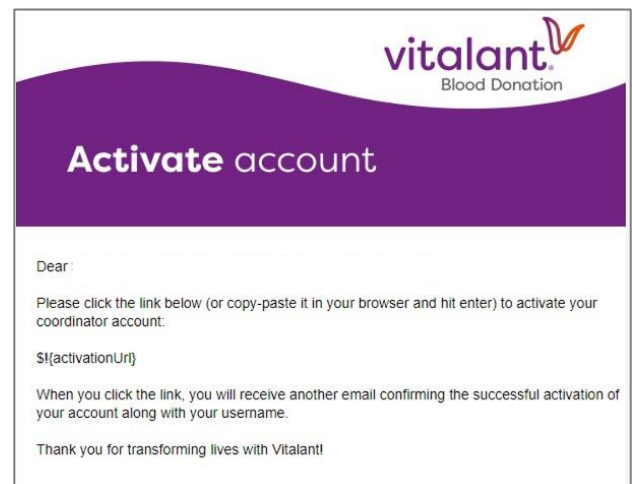 vitalant®
Blood Donation
Activate account
Dear :
Please click the link below (or copy-paste it in your browser and hit enter) to activate your
coordinator account:
$!{activationUrl}
When you click the link, you will receive another email confirming the successful activation of
your account along with your username.
Thank you for transforming lives with Vitalant!